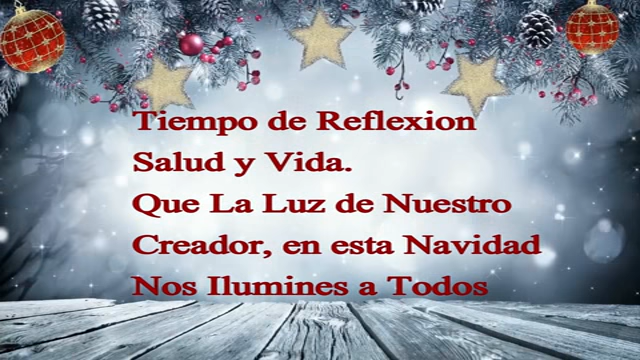 Tiempo de Reflexion
Salud y Vida.
Que La Luz de Nuestro
Creador, en esta Navidad
Nos Ilumines a Todos